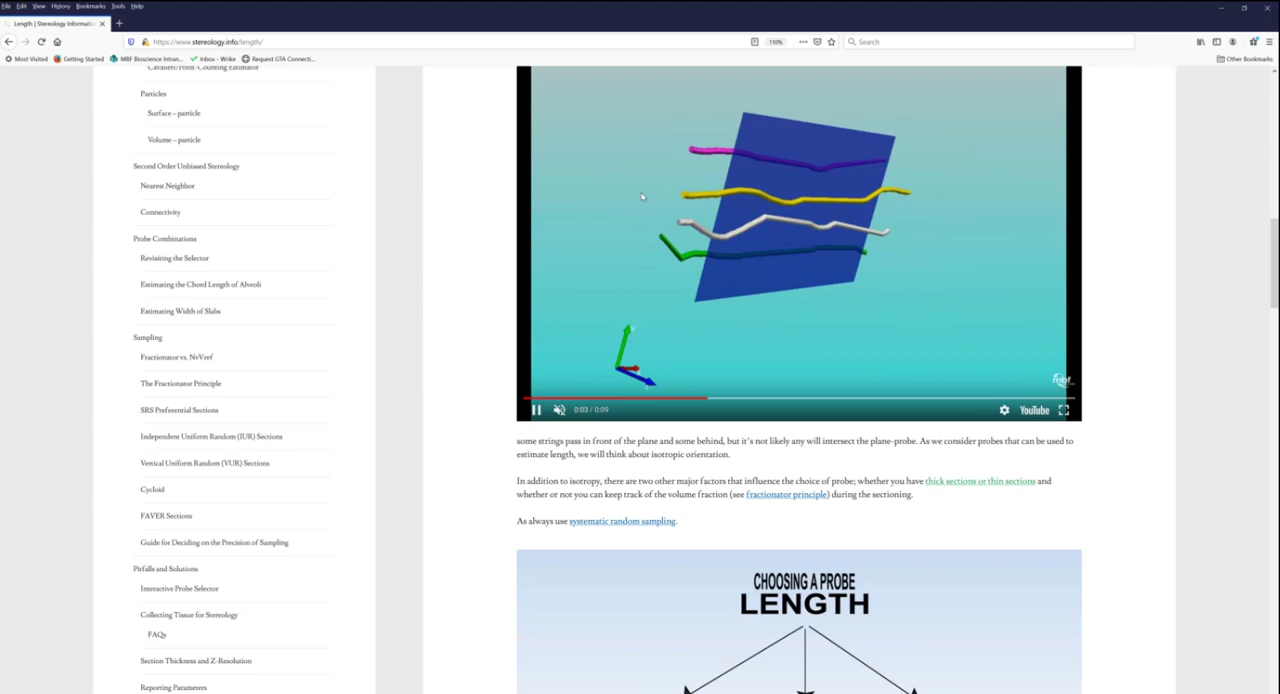 File Edit View History Bookmarks Tools Help
Length | Stereology Informatio
https://www.stereology.info/length/
110%
Search
Most Visited
Getting Started
MBF Bioscience Intran...
Inbox - Wrike
Request GTA Connecti...
Other Bookmarks
Cavalieri/Point-Counting Estimator
Particles
Surface – particle
Volume – particle
Second Order Unbiased Stereology
Nearest Neighbor
Connectivity
Probe Combinations
Revisiting the Selector
Estimating the Chord Length of Alveoli
Estimating Width of Slabs
Sampling
Fractionator vs. NvVref
The Fractionator Principle
SRS Preferential Sections
Independent Uniform Random (IUR) Sections
Vertical Uniform Random (VUR) Sections
Cycloid
FAVER Sections
Guide for Deciding on the Precision of Sampling
Pitfalls and Solutions
Interactive Probe Selector
Collecting Tissue for Stereology
FAQs
Section Thickness and Z-Resolution
Reporting Parameters
mbf
0:03 / 0:09
YouTube
some strings pass in front of the plane and some behind, but it's not likely any will intersect the plane-probe. As we consider probes that can be used to
estimate length, we will think about isotropic orientation.
In addition to isotropy, there are two other major factors that influence the choice of probe; whether you have thick sections or thin sections and
whether or not you can keep track of the volume fraction (see fractionator principle) during the sectioning.
As always use systematic random sampling.
CHOOSING A PROBE
LENGTH